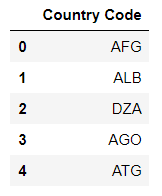 Country Code
0 AFG
1 ALB
2 DZA
3 AGO
4 ATG